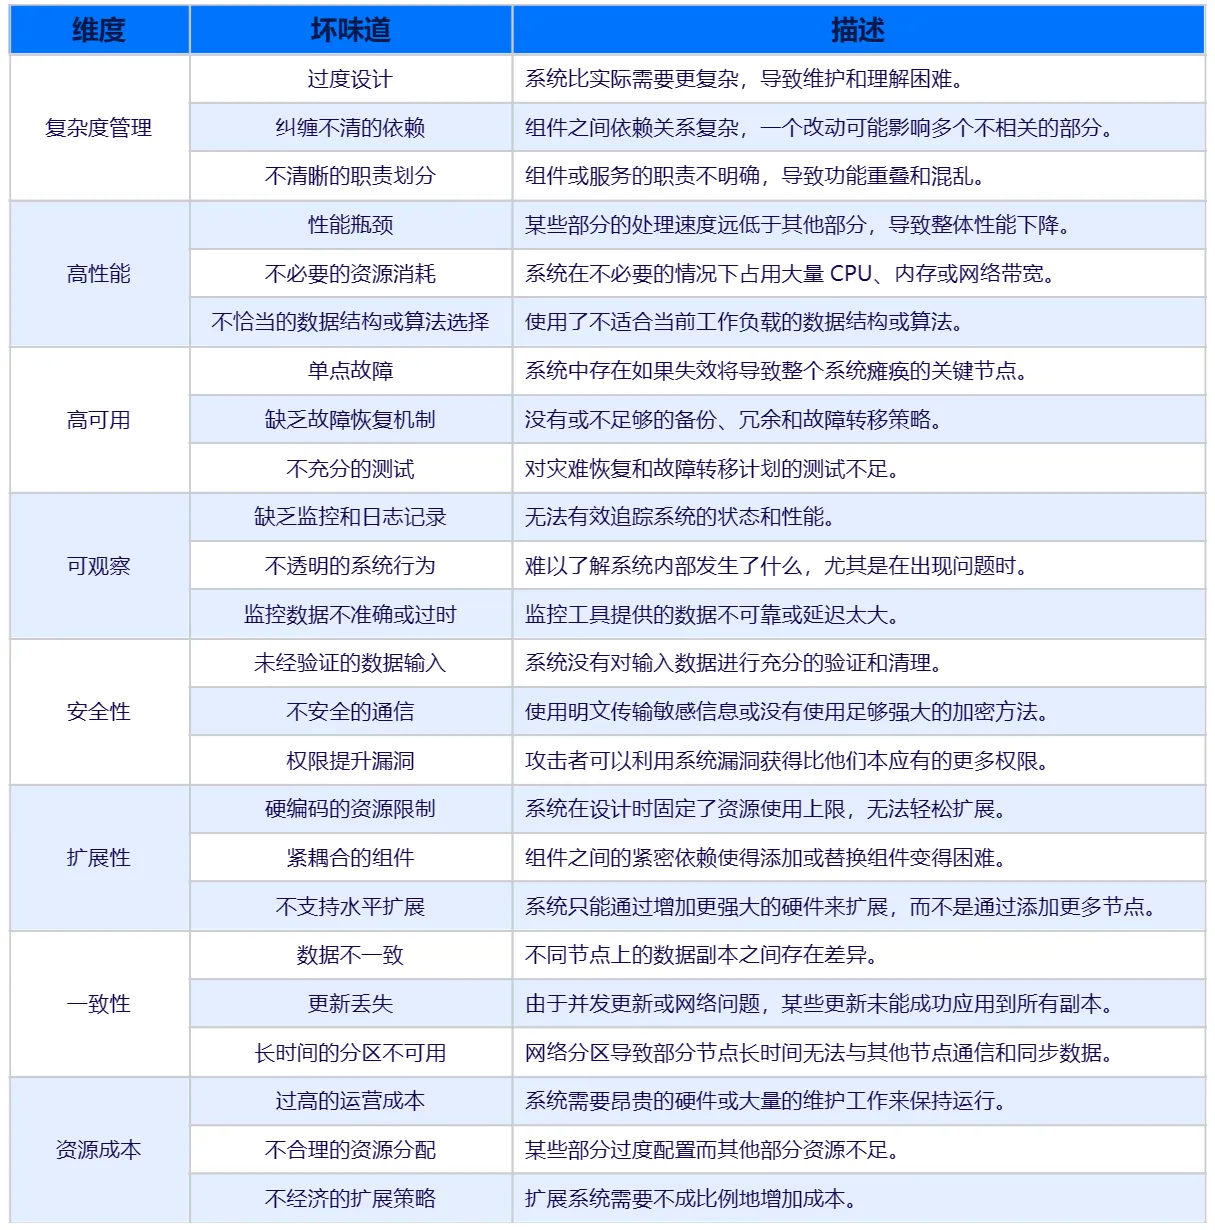 维度 坏味道 描述
过度设计 系统比实际需要更复杂，导致维护和理解困难。
复杂度管理 纠缠不清的依赖 组件之间依赖关系复杂，一个改动可能影响多个不相关的部分。
不清晰的职责划分 组件或服务的职责不明确，导致功能重叠和混乱。
性能瓶颈 某些部分的处理速度远低于其他部分，导致整体性能下降。
高性能 不必要的资源消耗 系统在不必要的情况下占用大量 CPU、内存或网络带宽。
不恰当的数据结构或算法选择 使用了不适合当前工作负载的数据结构或算法。
单点故障 系统中存在如果失效将导致整个系统瘫痪的关键节点。
高可用 缺乏故障恢复机制 没有或不足够的备份、冗余和故障转移策略。
不充分的测试 对灾难恢复和故障转移计划的测试不足。
缺乏监控和日志记录 无法有效追踪系统的状态和性能。
可观察 不透明的系统行为 难以了解系统内部发生了什么，尤其是在出现问题时。
监控数据不准确或过时 监控工具提供的数据不可靠或延迟太大。
未经验证的数据输入 系统没有对输入数据进行充分的验证和清理。
安全性 不安全的通信 使用明文传输敏感信息或没有使用足够强大的加密方法。
权限提升漏洞 攻击者可以利用系统漏洞获得比他们本应有的更多权限。
硬编码的资源限制 系统在设计时固定了资源使用上限，无法轻松扩展。
扩展性 紧耦合的组件 组件之间的紧密依赖使得添加或替换组件变得困难。
不支持水平扩展 系统只能通过增加更强大的硬件来扩展，而不是通过添加更多节点。
数据不一致 不同节点上的数据副本之间存在差异。
一致性 更新丢失 由于并发更新或网络问题，某些更新未能成功应用到所有副本。
长时间的分区不可用 网络分区导致部分节点长时间无法与其他节点通信和同步数据。
过高的运营成本 系统需要昂贵的硬件或大量的维护工作来保持运行。
资源成本 不合理的资源分配 某些部分过度配置而其他部分资源不足。
不经济的扩展策略 扩展系统需要不成比例地增加成本。